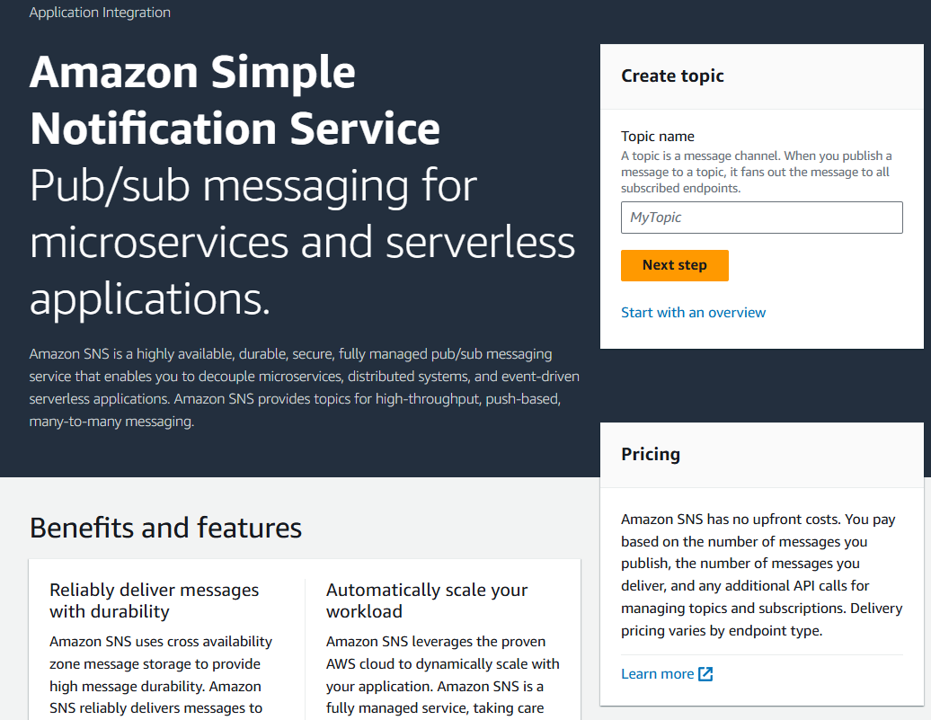 Application Integration
Amazon Simple
Notification Service
Pub/sub messaging for
microservices and serverless
applications.
Amazon SNS is a highly available, durable, secure, fully managed pub/sub messaging
service that enables you to decouple microservices, distributed systems, and event-driven
serverless applications. Amazon SNS provides topics for high-throughput, push-based,
many-to-many messaging.
Create topic
Topic name
A topic is a message channel. When you publish a
message to a topic, it fans out the message to all
subscribed endpoints.
MyTopic
Next step
Start with an overview
Pricing
Amazon SNS has no upfront costs. You pay
based on the number of messages you
publish, the number of messages you
deliver, and any additional API calls for
managing topics and subscriptions. Delivery
pricing varies by endpoint type.
Learn more
Benefits and features
Reliably deliver messages
with durability
Amazon SNS uses cross availability
zone message storage to provide
high message durability. Amazon
SNS reliably delivers messages to
Automatically scale your
workload
Amazon SNS leverages the proven
AWS cloud to dynamically scale with
your application. Amazon SNS is a
fully managed service, taking care